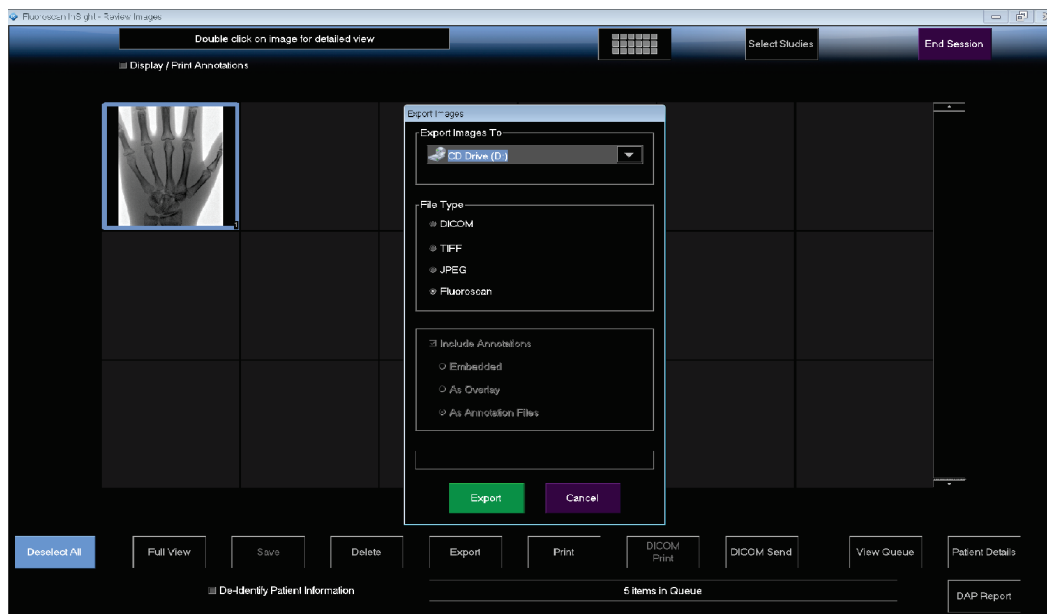 Fluoroscan InSight - Review Images
Double click on image for detailed view
Select Studies
End Session
Display / Print Annotations
Export Images
Export Images To
CD Drive (D:)
File Type
DICOM
TIFF
JPEG
Fluoroscan
Include Annotations
Embedded
As Overlay
As Annotation Files
Export
Cancel
Deselect All
Full View
Save
Delete
Export
Print
DICOM
Print
DICOM Send
View Queue
Patient Details
De-Identify Patient Information
5 items in Queue
DAP Report